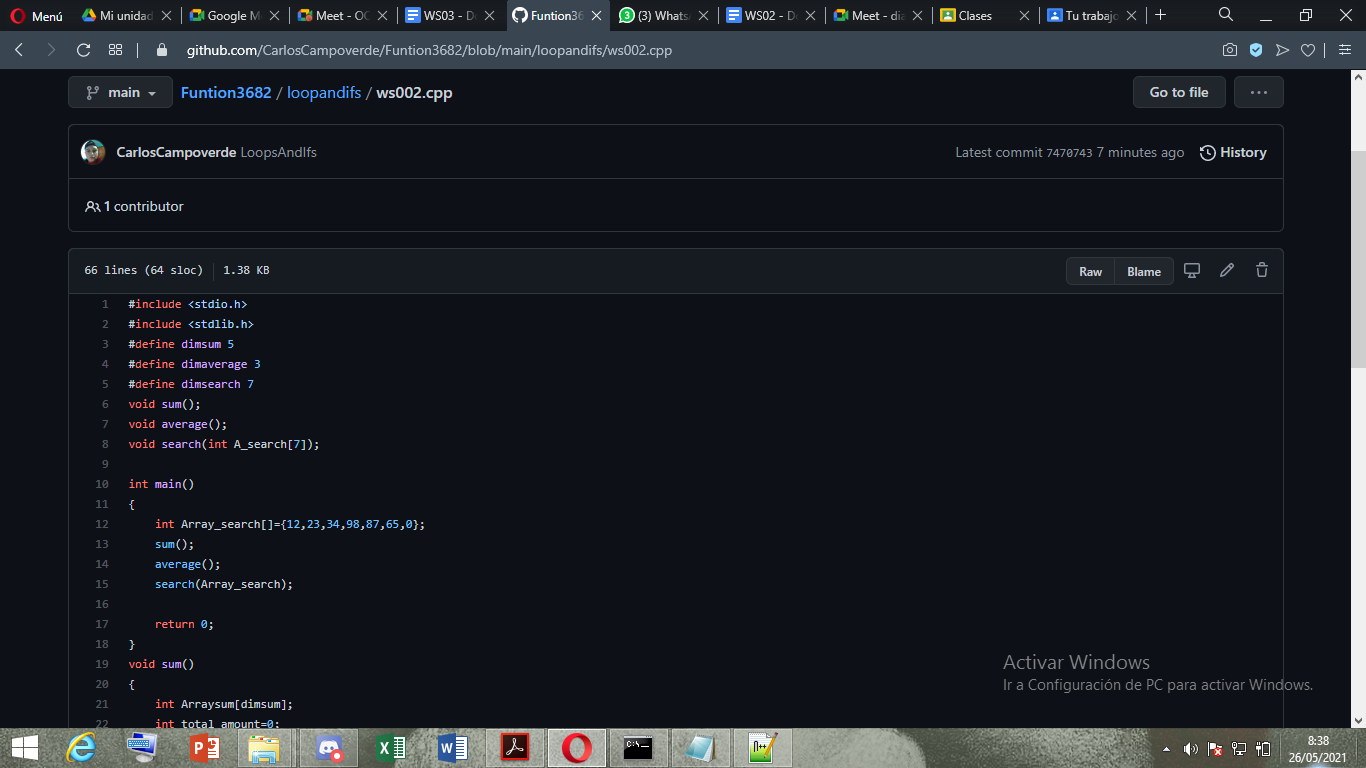 Menú
Mi unidad
Google M
Meet - OC
WS03 - D
Funtion36
(3) Whats
WS02 - D
Meet - dia
Clases
Tu trabajo
github.com/CarlosCampoverde/Funtion3682/blob/main/loopandifs/ws002.cpp
main
Funtion3682 / loopandifs / ws002.cpp
Go to file
CarlosCampoverde LoopsAndIfs
Latest commit 7470743 7 minutes ago
History
1 contributor
66 lines (64 sloc)
1.38 KB
Raw
Blame
1 #include <stdio.h>
2 #include <stdlib.h>
3 #define dimsum 5
4 #define dimaverage 3
5 #define dimsearch 7
6 void sum();
7 void average();
8 void search(int A_search[7]);
9
10 int main()
11 {
12 int Array_search[]={12,23,34,98,87,65,0};
13 sum();
14 average();
15 search(Array_search);
16
17 return 0;
18 }
19 void sum()
20 {
21 int Arraysum[dimsum];
22 int total_amount=0;
Activar Windows
Ir a Configuración de PC para activar Windows.
8:38
26/05/2021